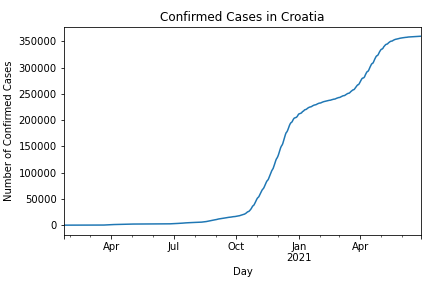 Confirmed Cases in Croatia
Number of Confirmed Cases
350000
300000
250000
200000
150000
100000
50000
0
Apr
Jul
Oct
Jan
2021
Apr
Day